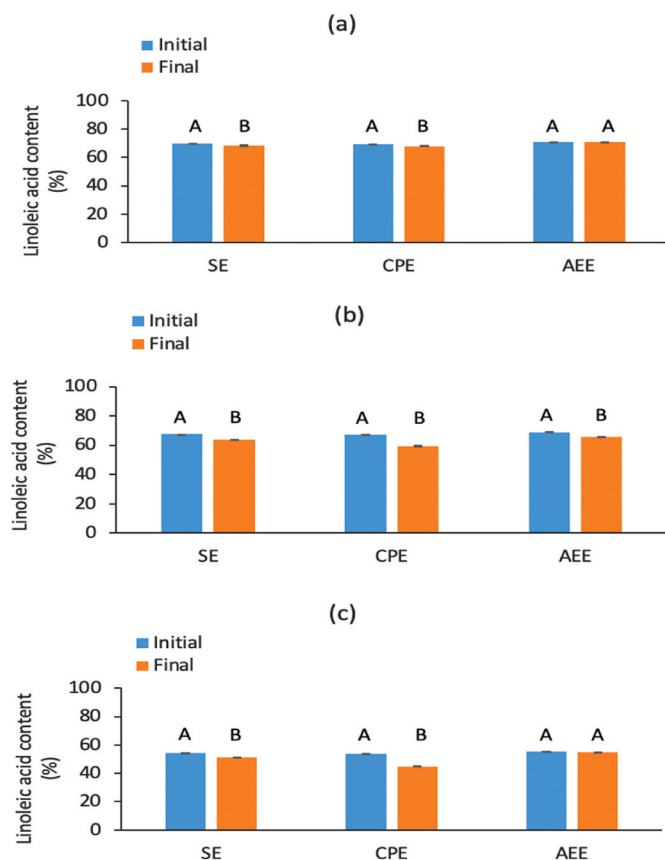 (a)
Initial
Final
Linoleic acid content
(%)
100
80
60
40
20
0
A B A B A A
SE CPE AEE
(b)
Initial
Final
Linoleic acid content
(%)
100
80
60
40
20
0
A B A B A B
SE CPE AEE
(c)
Initial
Final
Linoleic acid content
(%)
100
80
60
40
20
0
A B A B A A
SE CPE AEE